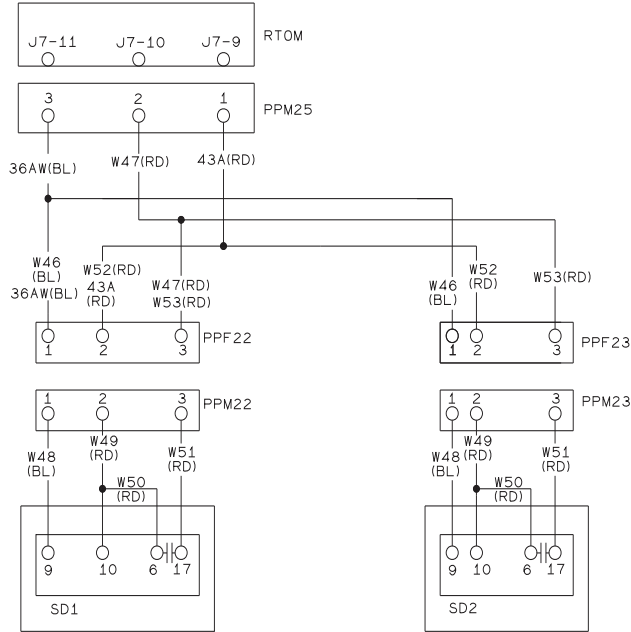 J7-11 J7-10 J7-9 RTOM
3 2 1 PPM25
36AW(BL) W47(RD) 43A(RD)
W46
(BL)
36AW(BL)
W52(RD)
43A
(RD)
W47(RD)
W53(RD)
W46
(BL)
W52
(RD)
W53(RD)
1 2 3 PPF22
1 2 3 PPF23
1 2 3 PPM22
1 2 3 PPM23
W48
(BL)
W49
(RD)
W50
(RD)
W51
(RD)
W48
(BL)
W49
(RD)
W50
(RD)
W51
(RD)
9 10 6 17
SD1
9 10 6 17
SD2